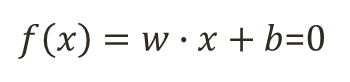 f(x) = w · x + b=0